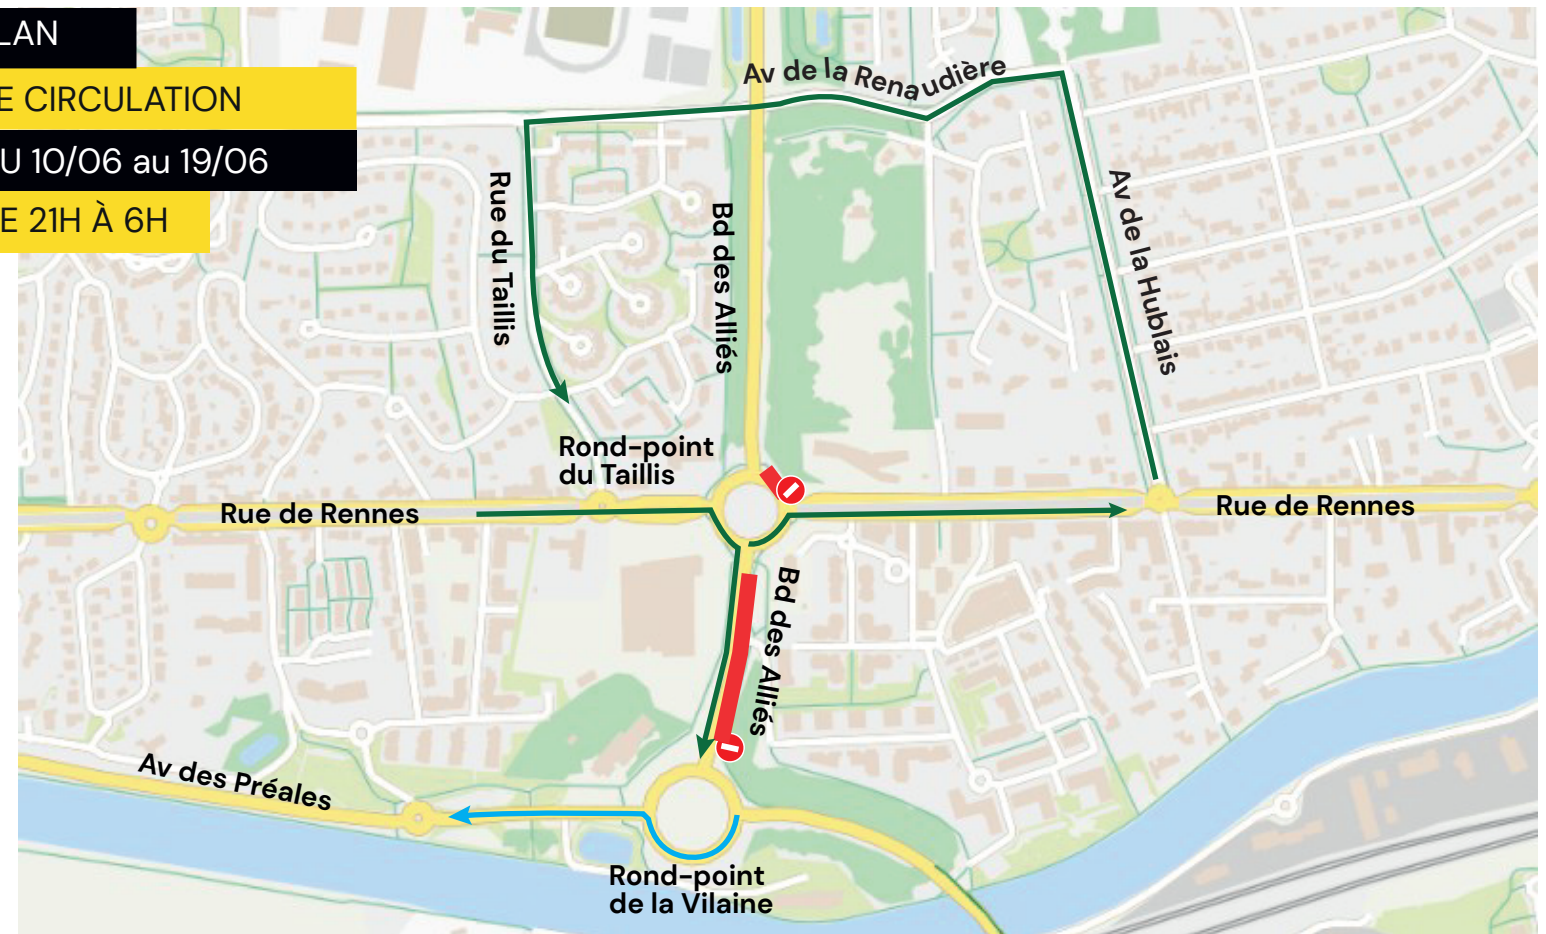 LAN
E CIRCULATION
U 10/06 au 19/06
E 21H À 6H
Av de la Renaudière
Rue du Taillis
Bd des Alliés
Av de la Hublais
Rond-point
du Taillis
Rue de Rennes
Rue de Rennes
Bd des Alliés
Av des Préales
Rond-point
de la Vilaine